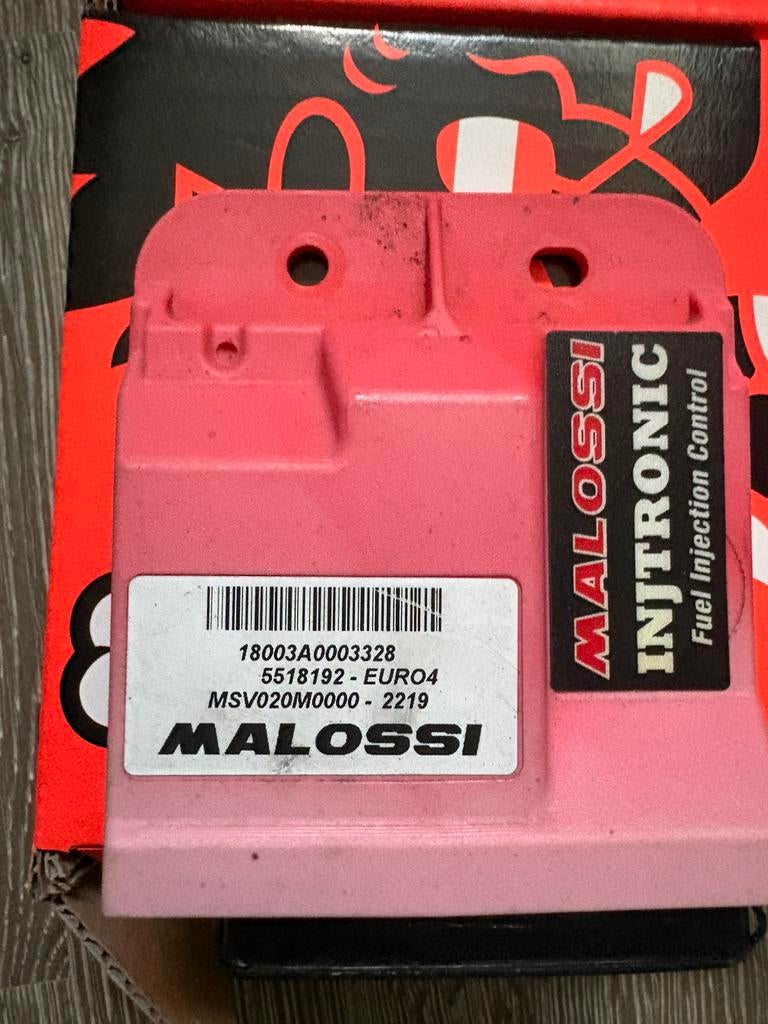 MALOSSI
INJTRONIC
Fuel Injection Control
18003A0003328
5518192 - EURO4
MSV020M0000 - 2219
MALOSSI